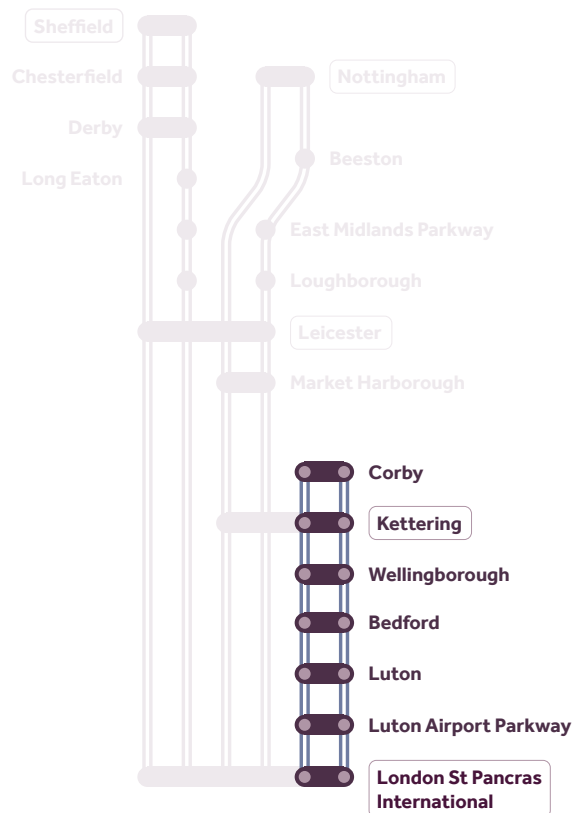 Sheffield
Chesterfield
Nottingham
Derby
Beeston
Long Eaton
East Midlands Parkway
Loughborough
Leicester
Market Harborough
Corby
Kettering
Wellingborough
Bedford
Luton
Luton Airport Parkway
London St Pancras
International